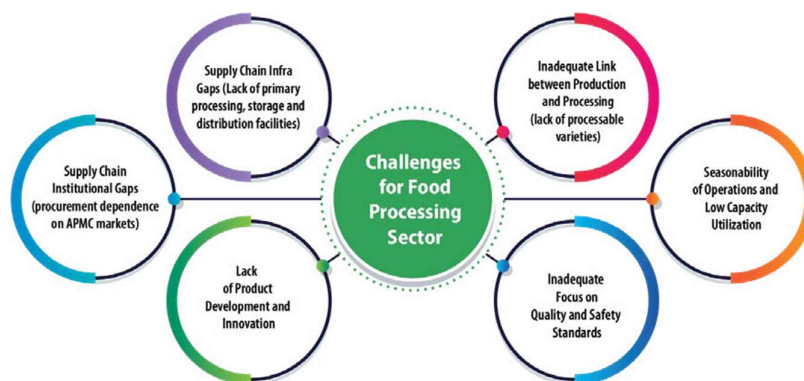 Supply Chain Infra
Gaps (Lack of primary
processing, storage and
distribution facilities)
Inadequate Link
between Production
and Processing
(lack of processable
varieties)
Supply Chain
Institutional Gaps
(procurement dependence
on APMC markets)
Challenges
for Food
Processing
Sector
Seasonability
of Operations and
Low Capacity
Utilization
Lack
of Product
Development and
Innovation
Inadequate
Focus on
Quality and Safety
Standards